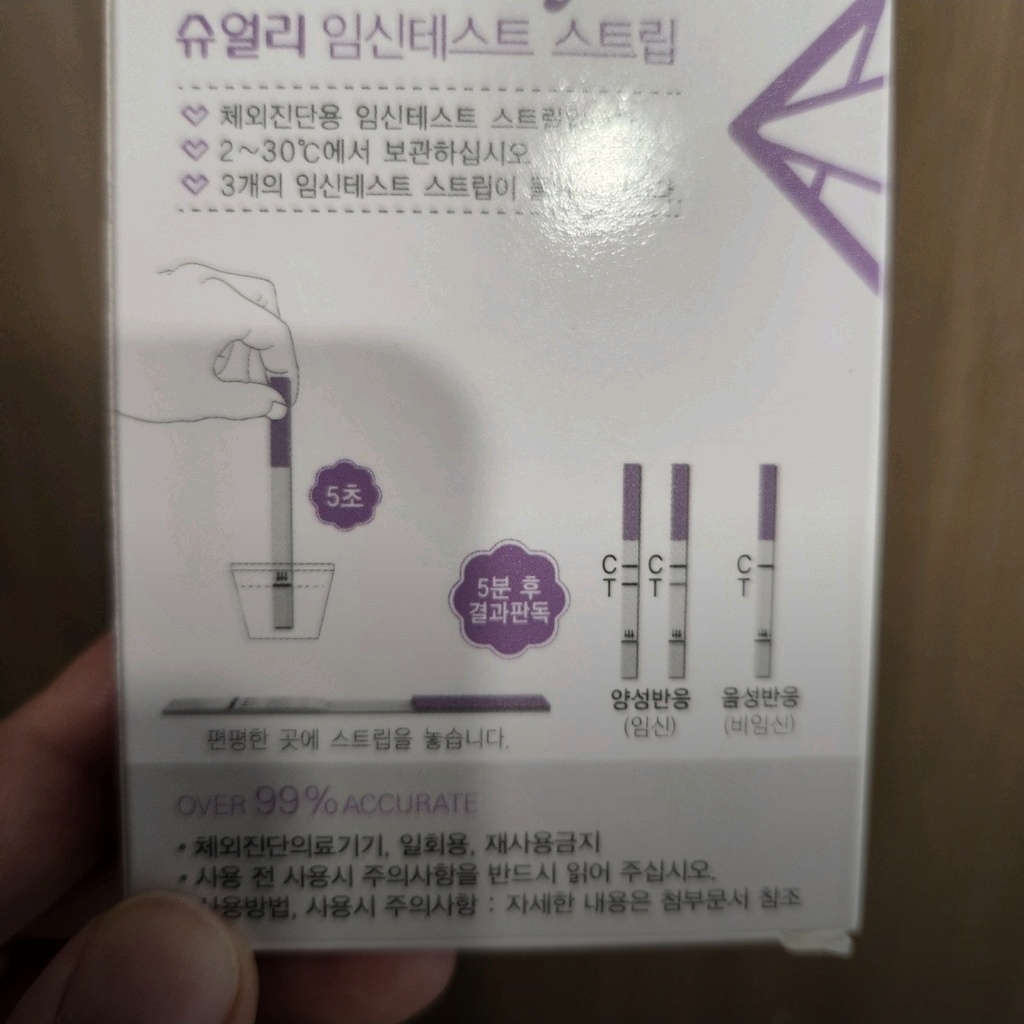 슈얼리 임신테스트 스트립
체외진단용 임신테스트
2~30℃에서 보관하십시오
3개의 임신테스트 스트립이
5초
5분 후
결과판독
C
T
C
T
C
T
양성반응
(임신)
음성반응
(비임신)
편평한 곳에 스트립을 놓습니다.
OVER 99% ACCURATE
• 체외진단의료기기, 일회용, 재사용금지
• 사용 전 사용시 주의사항을 반드시 읽어 주십시오.
사용방법, 사용시 주의사항 : 자세한 내용은 첨부문서 참조